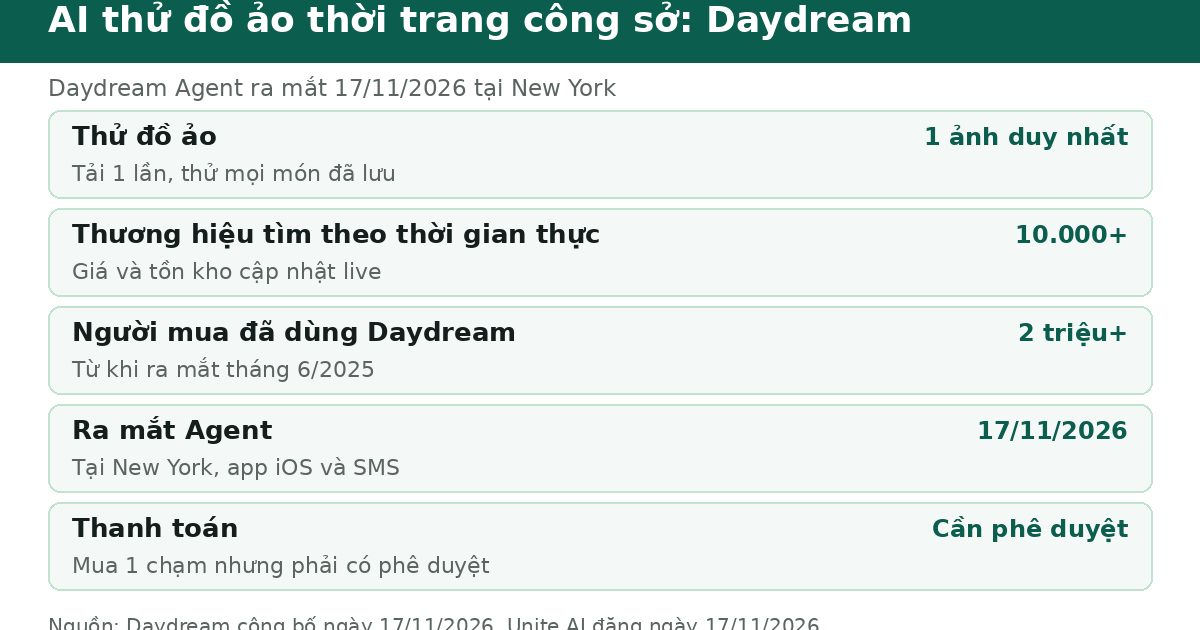 AI thử đồ ảo thời trang công sở: Daydream
Daydream Agent ra mắt 17/11/2026 tại New York
Thử đồ ảo
1 ảnh duy nhất
Tải 1 lần, thử mọi món đã lưu
Thương hiệu tìm theo thời gian thực
10.000+
Giá và tồn kho cập nhật live
Người mua đã dùng Daydream
2 triệu+
Từ khi ra mắt tháng 6/2025
Ra mắt Agent
17/11/2026
Tại New York, app iOS và SMS
Thanh toán
Cần phê duyệt
Mua 1 chạm nhưng phải có phê duyệt
Nguồn: Daydream công bố ngày 17/11/2026, Unite AI đăng ngày 17/11/2026